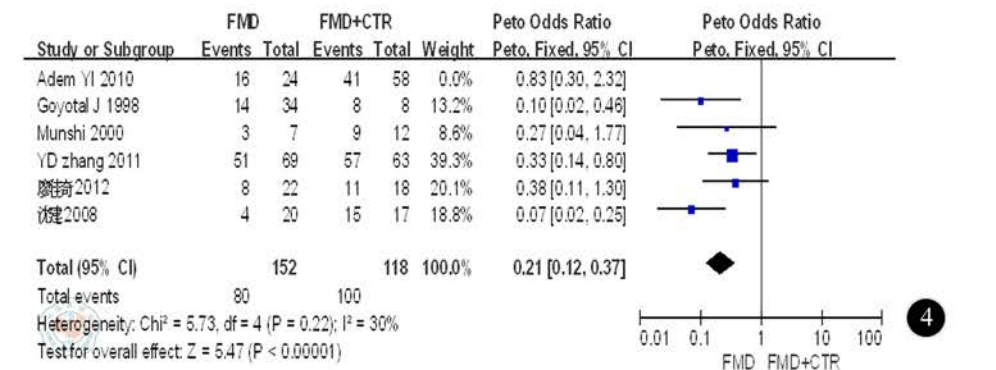 FMD FMD+CTR Peto Odds Ratio Peto Odds Ratio
Study or Subgroup Events Total Events Total Weight Peto, Fixed, 95% CI Peto, Fixed, 95% CI
Adem YI 2010 16 24 41 58 0.0% 0.83 [0.30, 2.32]
Goyotal J 1998 14 34 8 8 13.2% 0.10 [0.02, 0.46]
Munshi 2000 3 7 9 12 8.6% 0.27 [0.04, 1.77]
YD zhang 2011 51 69 57 63 39.3% 0.33 [0.14, 0.80]
2012 8 22 11 18 20.1% 0.38 [0.11, 1.30]
2008 4 20 15 17 18.8% 0.07 [0.02, 0.25]
Total (95% CI) 152 118 100.0% 0.21 [0.12, 0.37]
Total events 80 100
Heterogeneity: Chi² = 5.73, df = 4 (P = 0.22); I² = 30%
Test for overall effect: Z = 5.47 (P < 0.00001)
0.01 0.1 1 10 100
FMD FMD+CTR
4